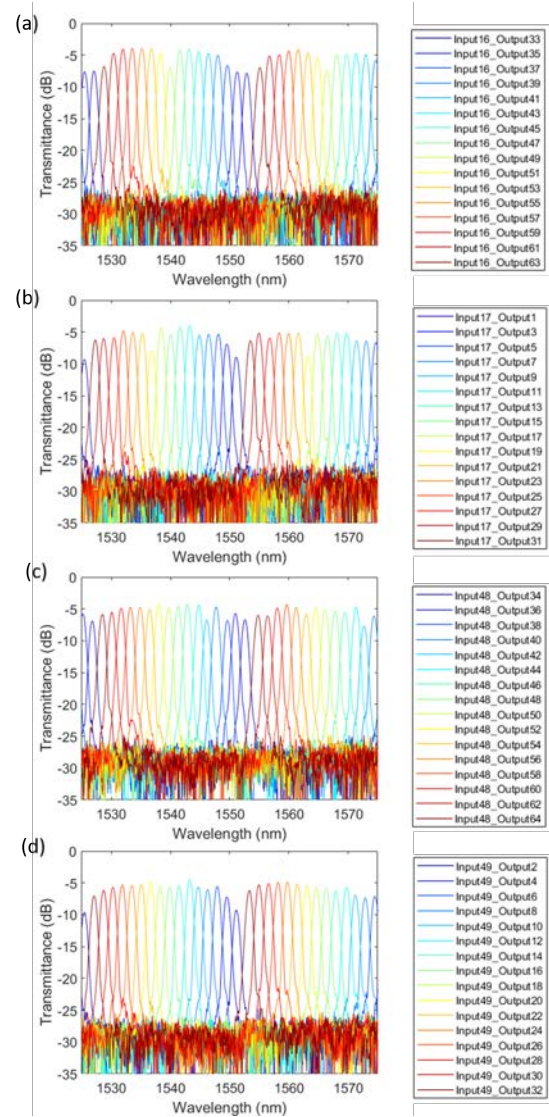 (a)
0
-5
-10
-15
-20
-25
-30
-35
Transmittance (dB)
1530 1540 1550 1560 1570
Wavelength (nm)
Input16_Output33
Input16_Output35
Input16_Output37
Input16_Output39
Input16_Output41
Input16_Output43
Input16_Output45
Input16_Output47
Input16_Output49
Input16_Output51
Input16_Output53
Input16_Output55
Input16_Output57
Input16_Output59
Input16_Output61
Input16_Output63
(b)
0
-5
-10
-15
-20
-25
-30
-35
Transmittance (dB)
1530 1540 1550 1560 1570
Wavelength (nm)
Input17_Output1
Input17_Output3
Input17_Output5
Input17_Output7
Input17_Output9
Input17_Output11
Input17_Output13
Input17_Output15
Input17_Output17
Input17_Output19
Input17_Output21
Input17_Output23
Input17_Output25
Input17_Output27
Input17_Output29
Input17_Output31
(c)
0
-5
-10
-15
-20
-25
-30
-35
Transmittance (dB)
1530 1540 1550 1560 1570
Wavelength (nm)
Input48_Output34
Input48_Output36
Input48_Output38
Input48_Output40
Input48_Output42
Input48_Output44
Input48_Output46
Input48_Output48
Input48_Output50
Input48_Output52
Input48_Output54
Input48_Output56
Input48_Output58
Input48_Output60
Input48_Output62
Input48_Output64
(d)
0
-5
-10
-15
-20
-25
-30
-35
Transmittance (dB)
1530 1540 1550 1560 1570
Wavelength (nm)
Input49_Output2
Input49_Output4
Input49_Output6
Input49_Output8
Input49_Output10
Input49_Output12
Input49_Output14
Input49_Output16
Input49_Output18
Input49_Output20
Input49_Output22
Input49_Output24
Input49_Output26
Input49_Output28
Input49_Output30
Input49_Output32